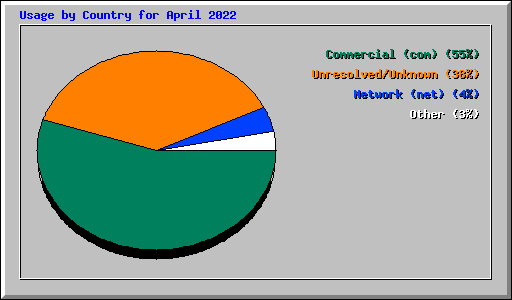 Usage by Country for April 2022
Commercial (com) (55%)
Unresolved/Unknown (38%)
Network (net) (4%)
Other (3%)